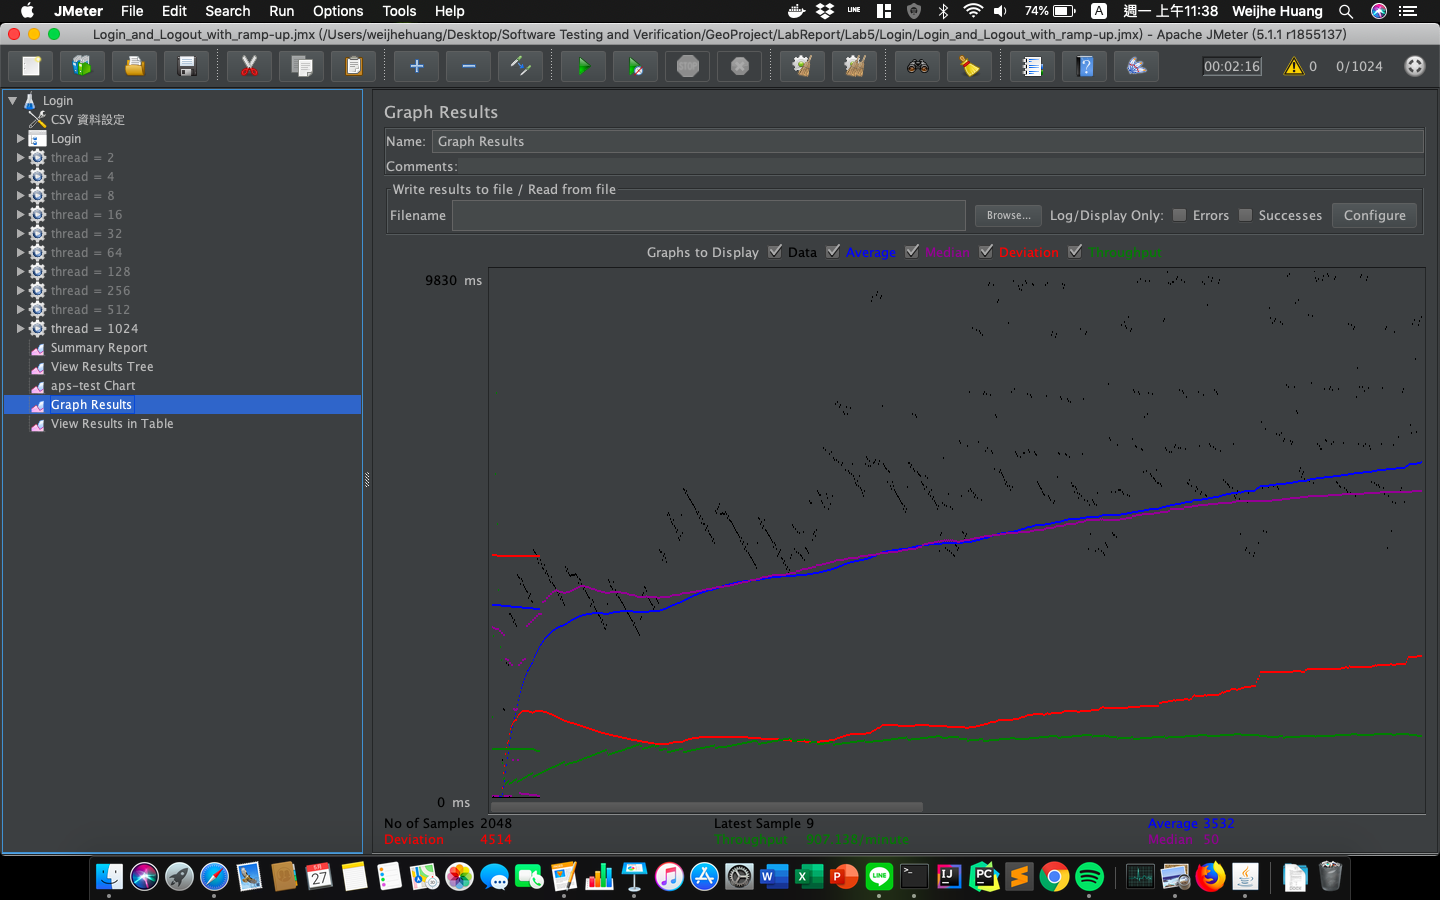 JMeter File Edit Search Run Options Tools Help LINE 74% A 週一 上午11:38 Weijhe Huang
Login_and_Logout_with_ramp-up.jmx (/Users/weijhehuang/Desktop/Software Testing and Verification/GeoProject/LabReport/Lab5/Login/Login_and_Logout_with_ramp-up.jmx) - Apache JMeter (5.1.1 r1855137)
STOP 00:02:16 0 0/1024
Login
CSV 資料設定
Login
thread = 2
thread = 4
thread = 8
thread = 16
thread = 32
thread = 64
thread = 128
thread = 256
thread = 512
thread = 1024
Summary Report
View Results Tree
aps-test Chart
Graph Results
View Results in Table
Graph Results
Name: Graph Results
Comments:
Write results to file / Read from file
Filename Browse... Log/Display Only: Errors Successes Configure
Graphs to Display Data Average Median Deviation Throughput
9830 ms
0 ms
No of Samples 2048 Latest Sample 9 Average 3532
Deviation 4514 Throughput 907.138/minute Median
27 W X P LINE IJ PC S